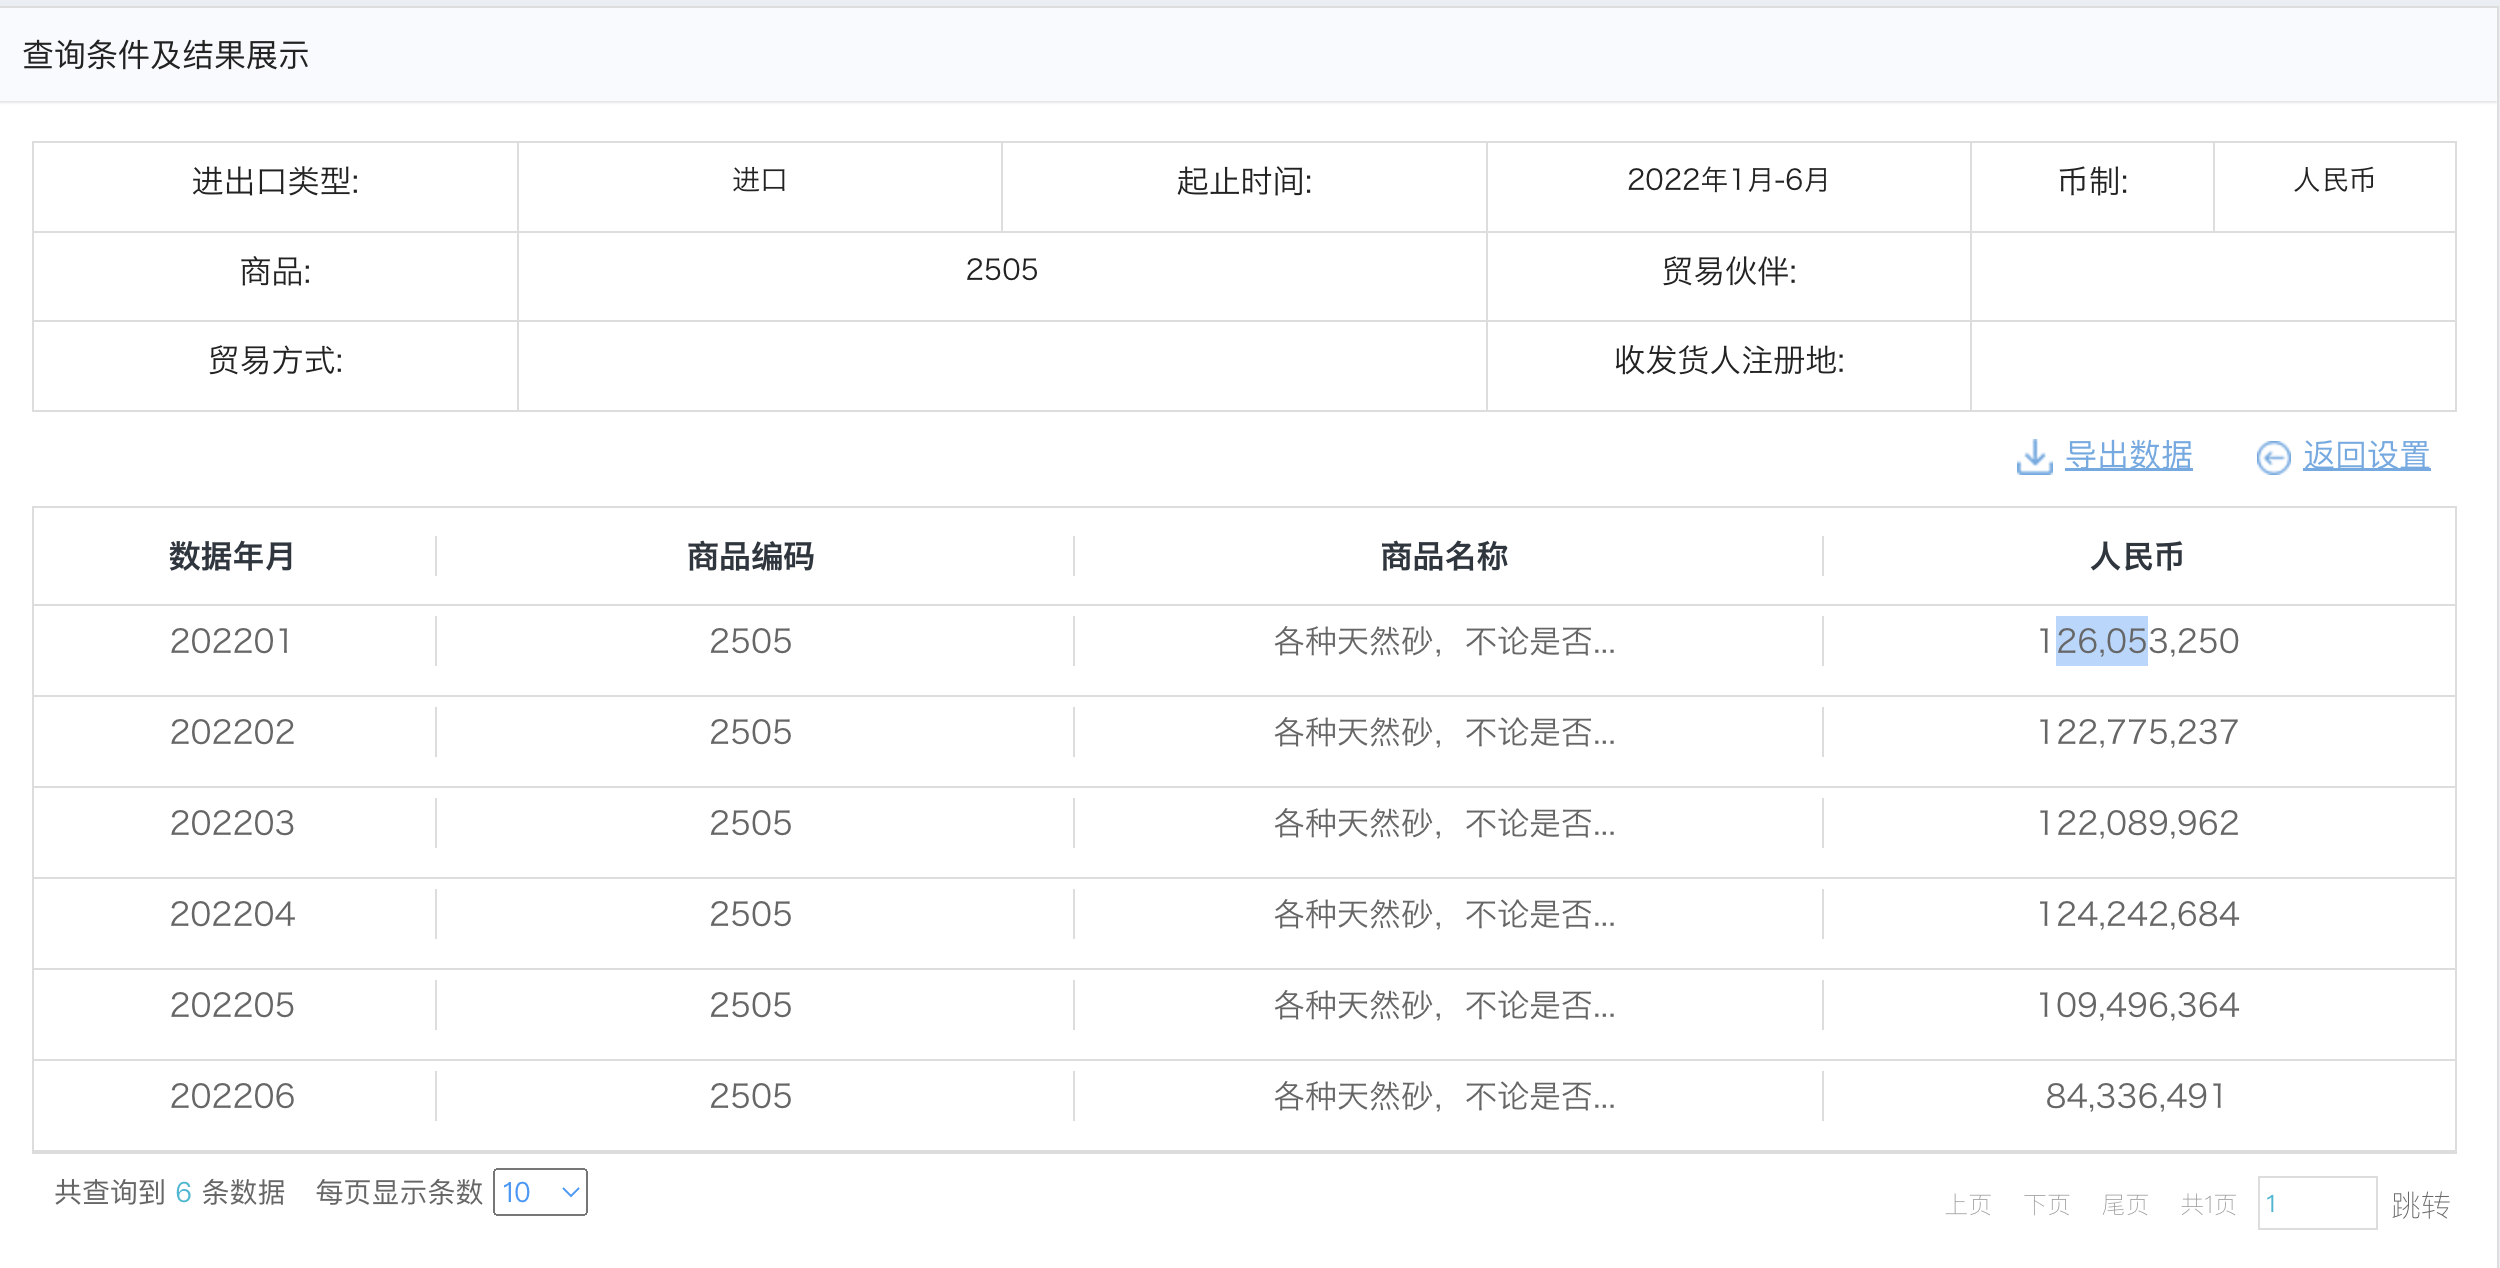 查询条件及结果展示
进出口类型: 进口 起止时间: 2022年1月-6月 币制: 人民币
商品: 2505 贸易伙伴:
贸易方式: 收发货人注册地:
导出数据 返回设置
数据年月 商品编码 商品名称 人民币
202201 2505 各种天然砂，不论是否... 126,053,250
202202 2505 各种天然砂，不论是否... 122,775,237
202203 2505 各种天然砂，不论是否... 122,089,962
202204 2505 各种天然砂，不论是否... 124,242,684
202205 2505 各种天然砂，不论是否... 109,496,364
202206 2505 各种天然砂，不论是否... 84,336,491
共查询到 6 条数据 每页显示条数 10 上页 下页 尾页 共1页 1 跳转